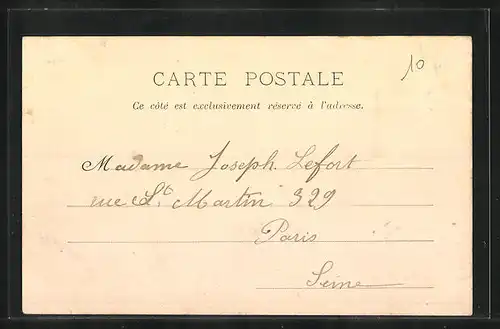 10
CARTE POSTALE
Ce côté est exclusivement réservé à l'adresse.
Madame Joseph Lefort
rue St. Martin 329
Paris
Seine